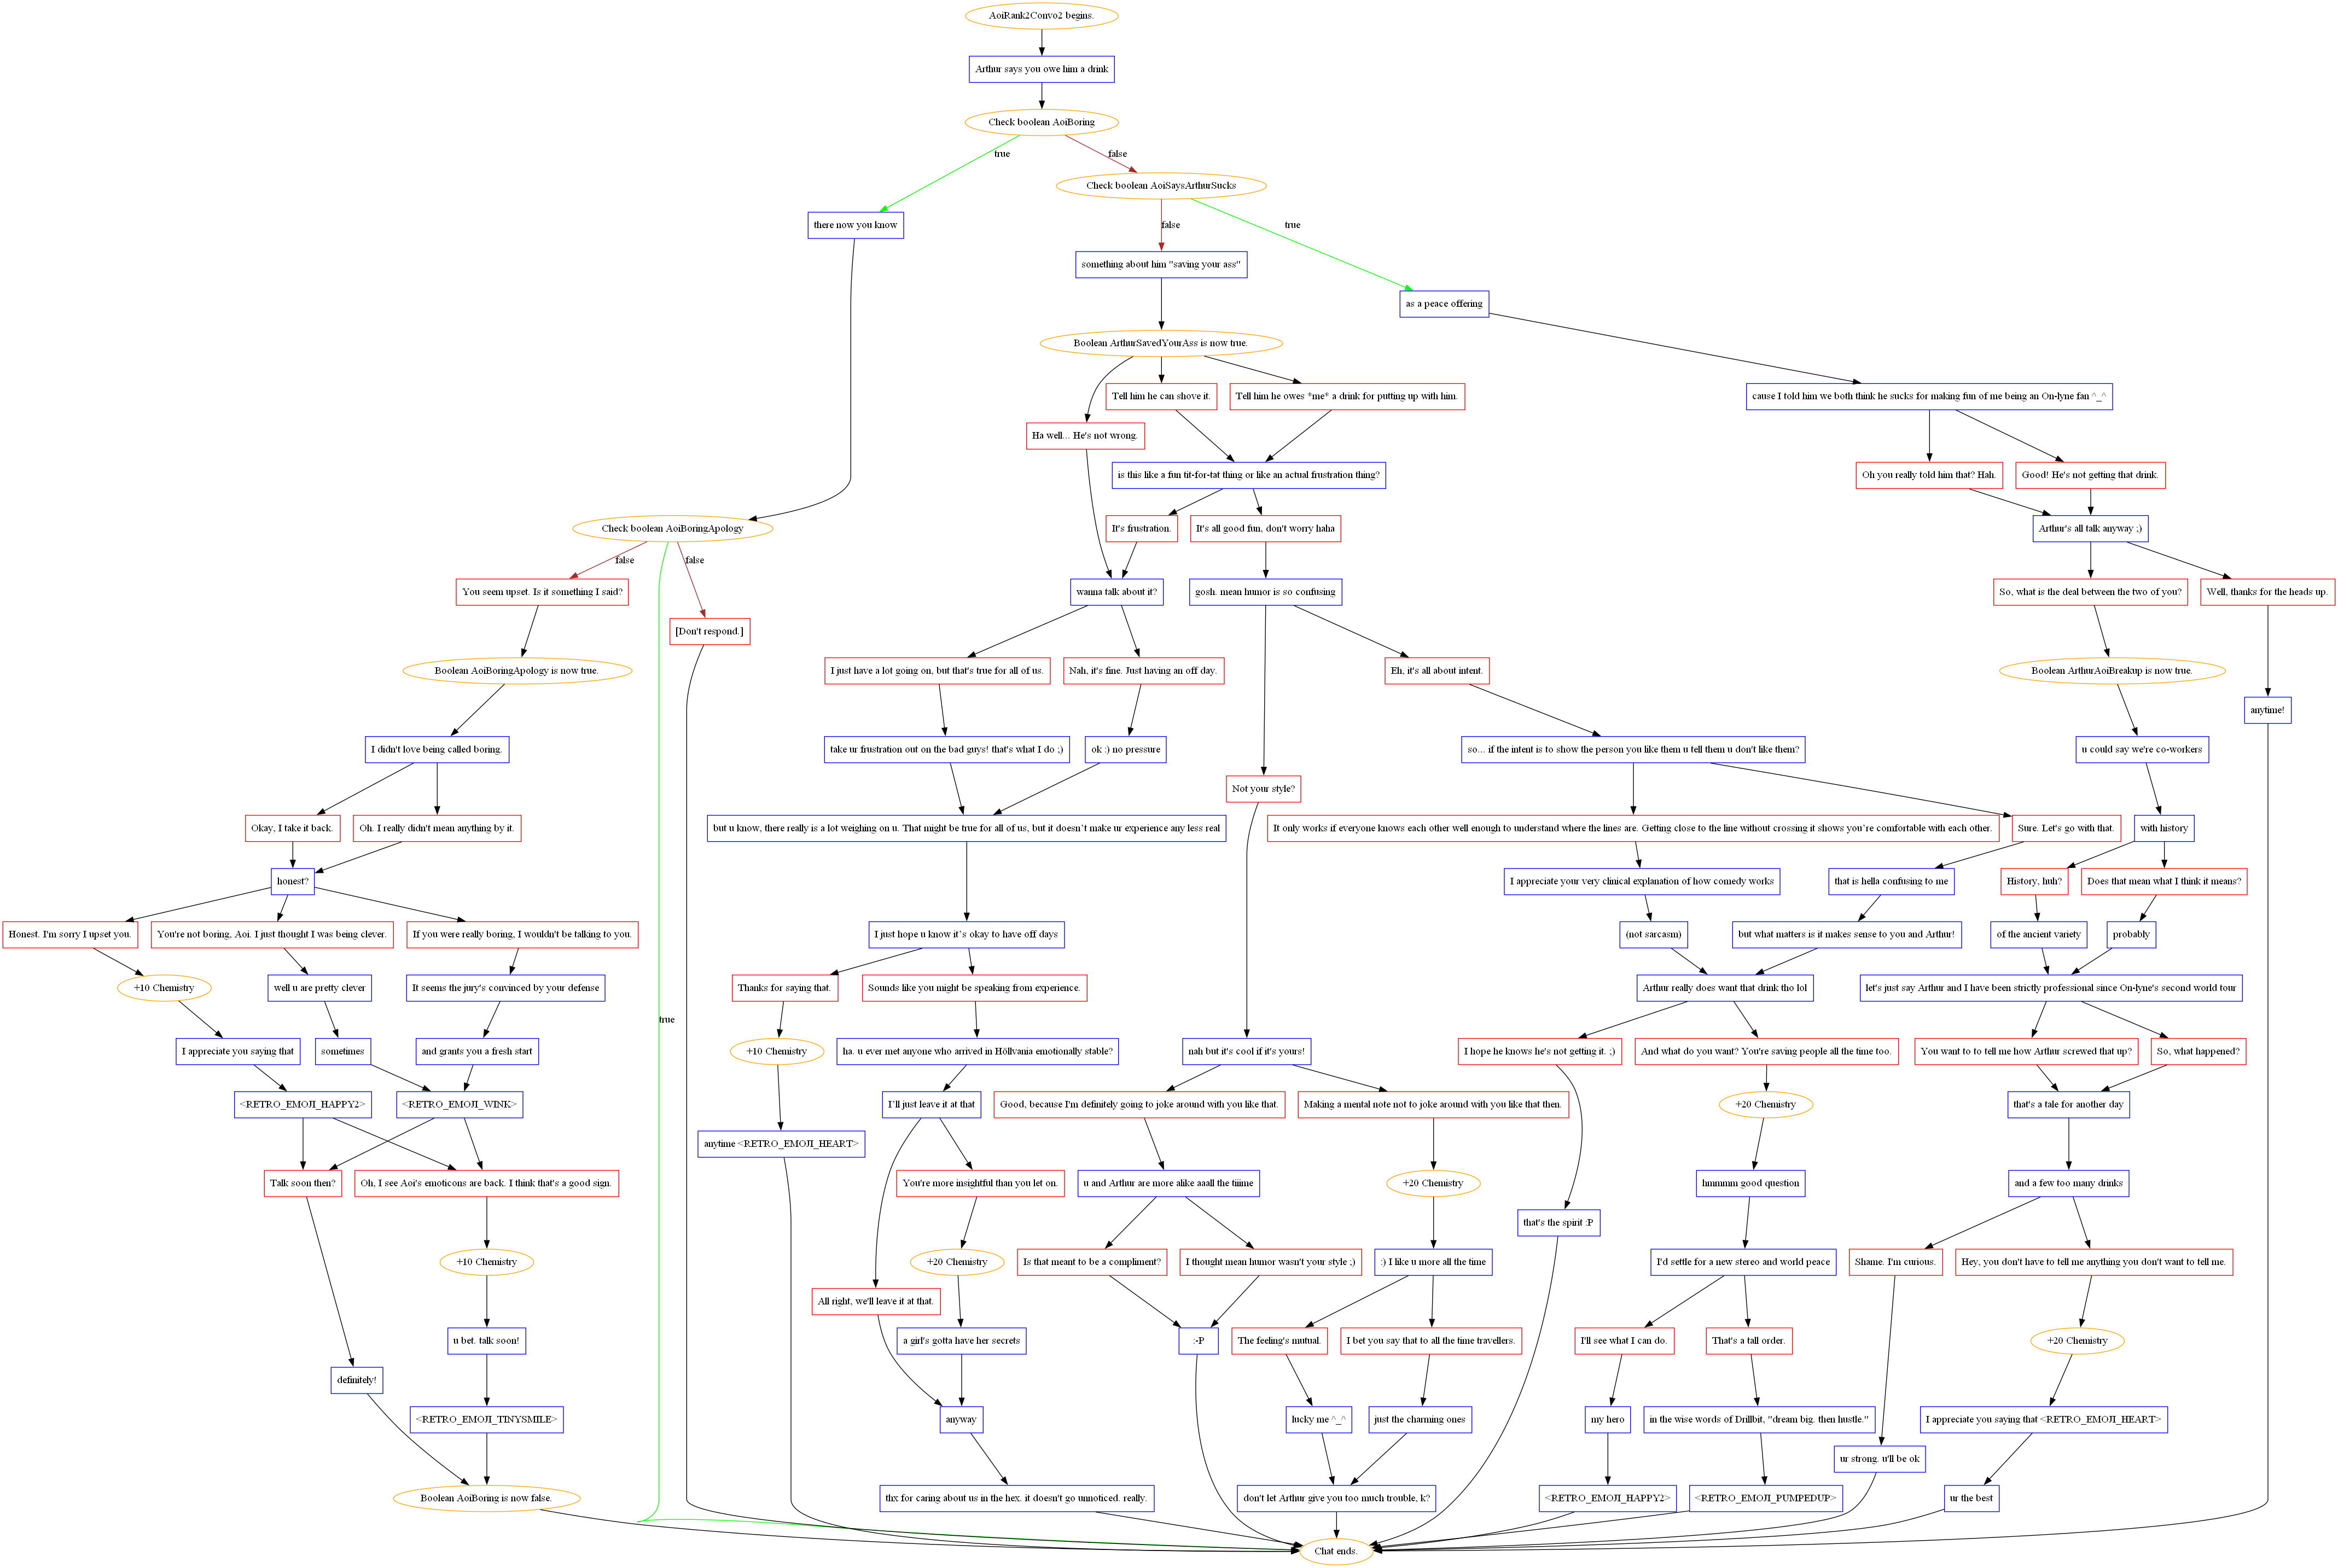 AoiRank2Convo2 begins.
Arthur says you owe him a drink
Check boolean AoiBoring
true
false
Check boolean AoiSaysArthurSucks
there now you know
false
true
something about him "saving your ass"
as a peace offering
Boolean ArthurSavedYourAss is now true.
Tell him he can shove it.
Tell him he owes *me* a drink for putting up with him.
cause I told him we both think he sucks for making fun of me being an On-lyne fan ^_^
Ha well... He's not wrong.
is this like a fun tit-for-tat thing or like an actual frustration thing?
Oh you really told him that? Hah.
Good! He's not getting that drink.
Check boolean AoiBoringApology
It's frustration.
It's all good fun, don't worry haha
Arthur's all talk anyway ;)
false
false
You seem upset. Is it something I said?
wanna talk about it?
gosh. mean humor is so confusing
So, what is the deal between the two of you?
Well, thanks for the heads up.
[Don't respond.]
Boolean AoiBoringApology is now true.
I just have a lot going on, but that's true for all of us.
Nah, it's fine. Just having an off day.
Eh, it's all about intent.
Boolean ArthurAoiBreakup is now true.
anytime!
I didn't love being called boring.
take ur frustration out on the bad guys! that's what I do ;)
ok :) no pressure
so... if the intent is to show the person you like them u tell them u don't like them?
u could say we're co-workers
Not your style?
Okay, I take it back.
Oh. I really didn't mean anything by it.
but u know, there really is a lot weighing on u. That might be true for all of us, but it doesn’t make ur experience any less real
It only works if everyone knows each other well enough to understand where the lines are. Getting close to the line without crossing it shows you’re comfortable with each other.
Sure. Let's go with that.
with history
honest?
I appreciate your very clinical explanation of how comedy works
that is hella confusing to me
History, huh?
Does that mean what I think it means?
Honest. I'm sorry I upset you.
You're not boring, Aoi. I just thought I was being clever.
If you were really boring, I wouldn't be talking to you.
I just hope u know it’s okay to have off days
(not sarcasm)
but what matters is it makes sense to you and Arthur!
of the ancient variety
probably
+10 Chemistry
well u are pretty clever
It seems the jury's convinced by your defense
Thanks for saying that.
Sounds like you might be speaking from experience.
Arthur really does want that drink tho lol
let's just say Arthur and I have been strictly professional since On-lyne's second world tour
true
I appreciate you saying that
sometimes
and grants you a fresh start
+10 Chemistry
ha. u ever met anyone who arrived in Höllvania emotionally stable?
nah but it's cool if it's yours!
I hope he knows he's not getting it. ;)
And what do you want? You're saving people all the time too.
You want to to tell me how Arthur screwed that up?
So, what happened?
<RETRO_EMOJI_HAPPY2>
<RETRO_EMOJI_WINK>
I’ll just leave it at that
Good, because I'm definitely going to joke around with you like that.
Making a mental note not to joke around with you like that then.
+20 Chemistry
that's a tale for another day
anytime <RETRO_EMOJI_HEART>
Talk soon then?
Oh, I see Aoi's emoticons are back. I think that's a good sign.
You're more insightful than you let on.
u and Arthur are more alike aaall the tiiime
+20 Chemistry
hmmmm good question
and a few too many drinks
that's the spirit :P
+10 Chemistry
+20 Chemistry
Is that meant to be a compliment?
I thought mean humor wasn't your style ;)
:) I like u more all the time
I'd settle for a new stereo and world peace
Shame. I'm curious.
Hey, you don't have to tell me anything you don't want to tell me.
All right, we'll leave it at that.
u bet. talk soon!
a girl's gotta have her secrets
:-P
The feeling's mutual.
I bet you say that to all the time travellers.
I'll see what I can do.
That's a tall order.
+20 Chemistry
definitely!
<RETRO_EMOJI_TINYSMILE>
anyway
lucky me ^_^
just the charming ones
my hero
in the wise words of Drillbit, "dream big. then hustle."
I appreciate you saying that <RETRO_EMOJI_HEART>
ur strong. u'll be ok
Boolean AoiBoring is now false.
thx for caring about us in the hex. it doesn't go unnoticed. really.
don't let Arthur give you too much trouble, k?
<RETRO_EMOJI_HAPPY2>
<RETRO_EMOJI_PUMPEDUP>
ur the best
Chat ends.